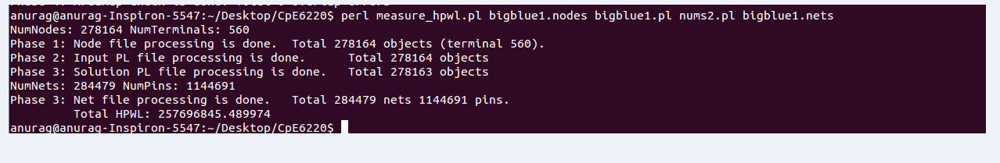 anurag@anurag-Inspiron-5547:~/Desktop/CpE6220$ perl measure_hpwl.pl bigblue1.nodes bigblue1.pl nums2.pl bigblue1.nets
NumNodes: 278164 NumTerminals: 560
Phase 1: Node file processing is done.  Total 278164 objects (terminal 560).
Phase 2: Input PL file processing is done.      Total 278164 objects
Phase 3: Solution PL file processing is done.   Total 278163 objects
NumNets: 284479 NumPins: 1144691
Phase 3: Net file processing is done.   Total 284479 nets 1144691 pins.
        Total HPWL: 257696845.489974
anurag@anurag-Inspiron-5547:~/Desktop/CpE6220$